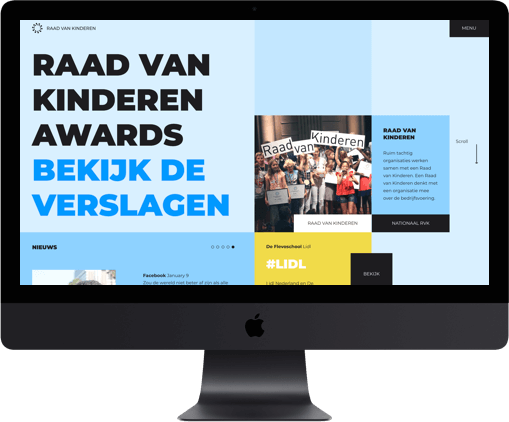 RAAD VAN KINDEREN
MENU
RAAD VAN
KINDEREN
AWARDS
BEKIJK DE
VERSLAGEN
Raad van Kinderen
RAAD VAN KINDEREN
RAAD VAN
KINDEREN
Ruim tachtig
organisaties werken
samen met een Raad
van Kinderen. Een Raad
van Kinderen denkt met
een organisatie mee
over de bedrijfsvoering.
NATIONAAL RVK
Scroll
NIEUWS
Facebook January 9
Zou de wereld niet beter af zijn als alle
De Flevoschool Lidl
#LIDL
Lidl Nederland en De
BEKIJK